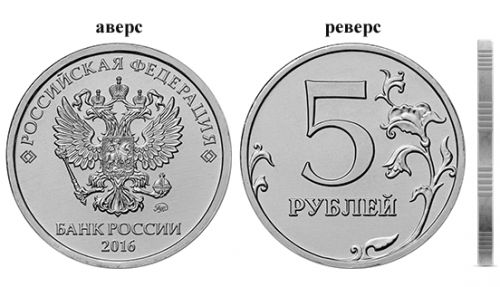 аверс
реверс
РОССИЙСКАЯ ФЕДЕРАЦИЯ
БАНК РОССИИ
2016
5
РУБЛЕЙ